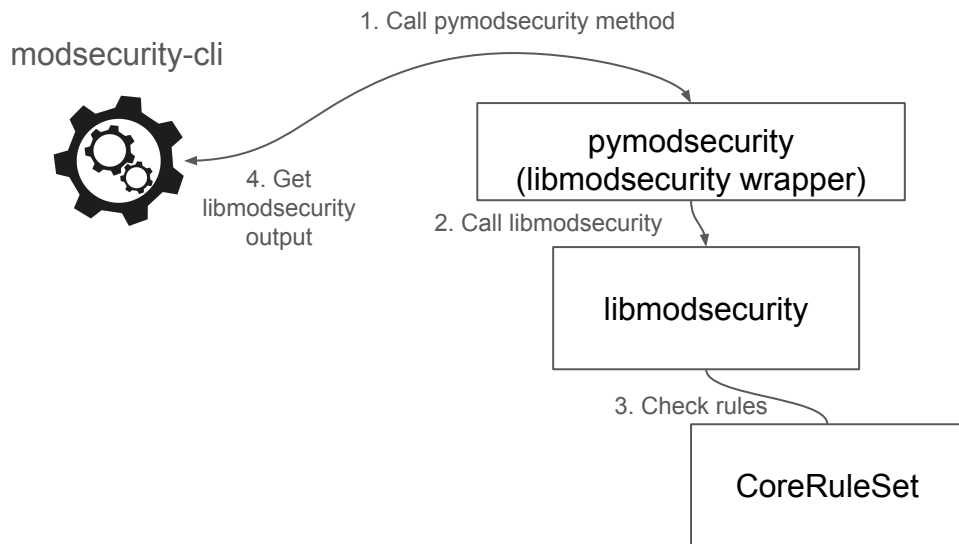 1. Call pymodsecurity method
modsecurity-cli
pymodsecurity
(libmodsecurity wrapper)
4. Get
libmodsecurity
output
2. Call libmodsecurity
libmodsecurity
3. Check rules
CoreRuleSet